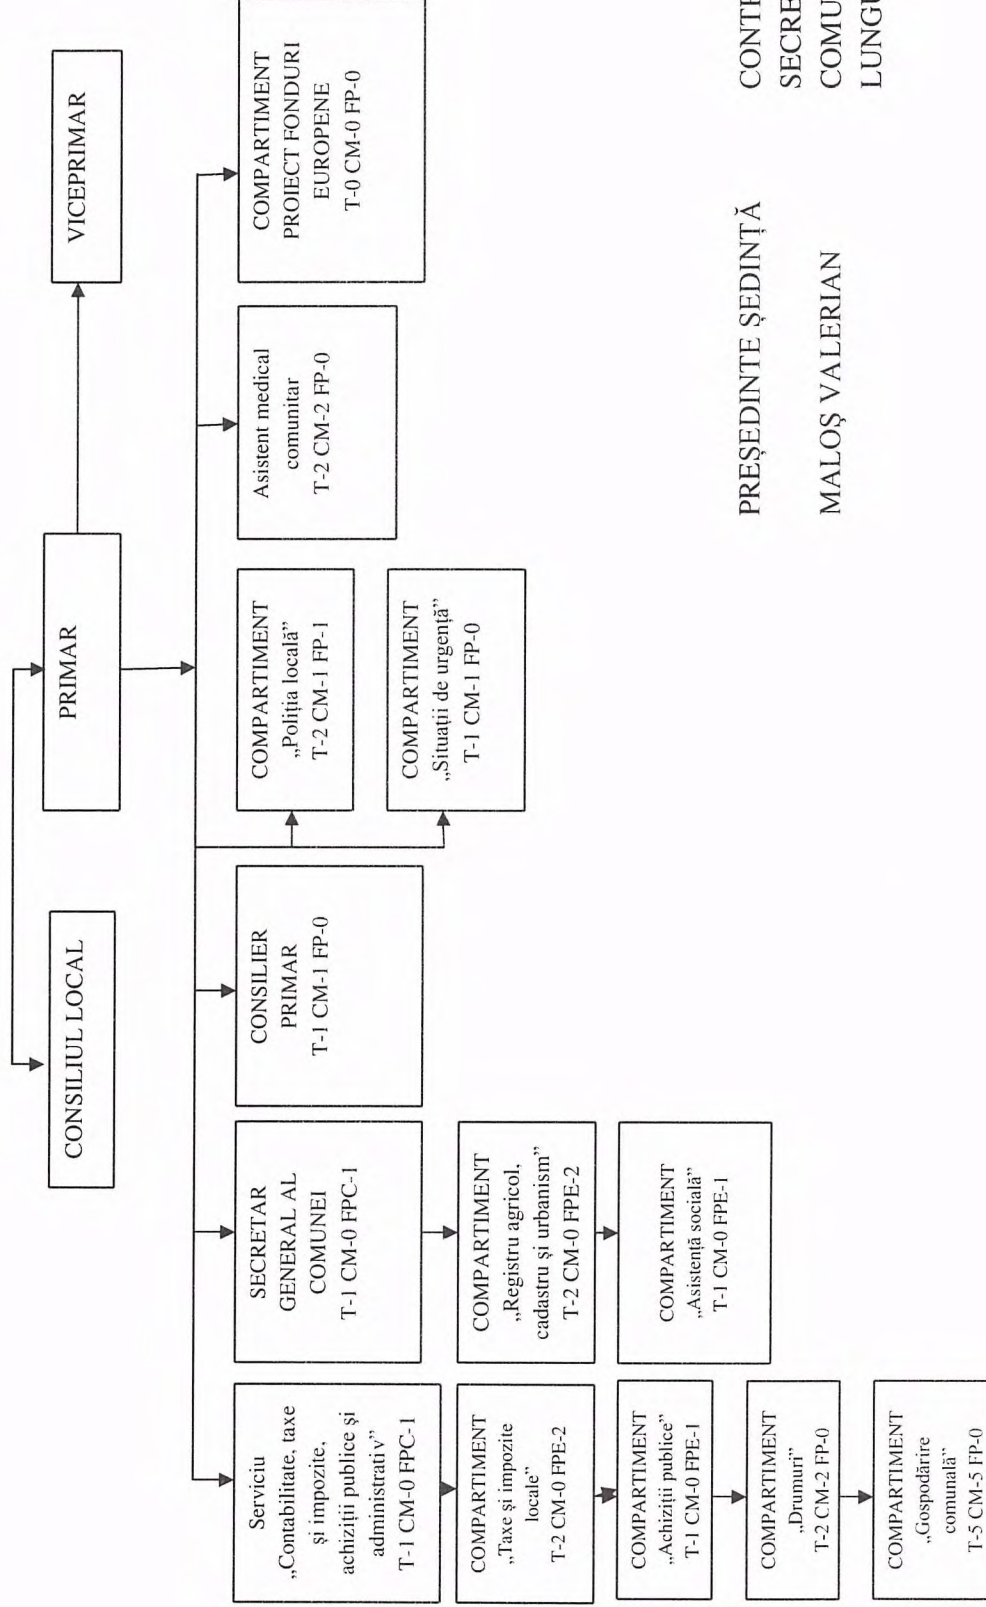 CONSILIUL LOCAL
PRIMAR
VICEPRIMAR
Serviciu
„Contabilitate, taxe
și impozite,
achiziții publice și
administrativ”
T-1 CM-0 FPC-1
COMPARTIMENT
„Taxe și impozite
locale”
T-2 CM-0 FPE-2
COMPARTIMENT
„Achiziții publice”
T-1 CM-0 FPE-1
COMPARTIMENT
„Drumuri”
T-2 CM-2 FP-0
COMPARTIMENT
„Gospodărire
comunală”
T-5 CM-5 FP-0
SECRETAR
GENERAL AL
COMUNEI
T-1 CM-0 FPC-1
COMPARTIMENT
„Registru agricol,
cadastru și urbanism”
T-2 CM-0 FPE-2
COMPARTIMENT
„Asistență socială”
T-1 CM-0 FPE-1
CONSILIER
PRIMAR
T-1 CM-1 FP-0
COMPARTIMENT
„Poliția locală”
T-2 CM-1 FP-1
COMPARTIMENT
„Situații de urgență”
T-1 CM-1 FP-0
Asistent medical
comunitar
T-2 CM-2 FP-0
COMPARTIMENT
PROIECT FONDURI
EUROPENE
T-0 CM-0 FP-0
PREȘEDINTE ȘEDINȚĂ
MALOȘ VALERIAN
CONTR
SECRE
COMU
LUNGU